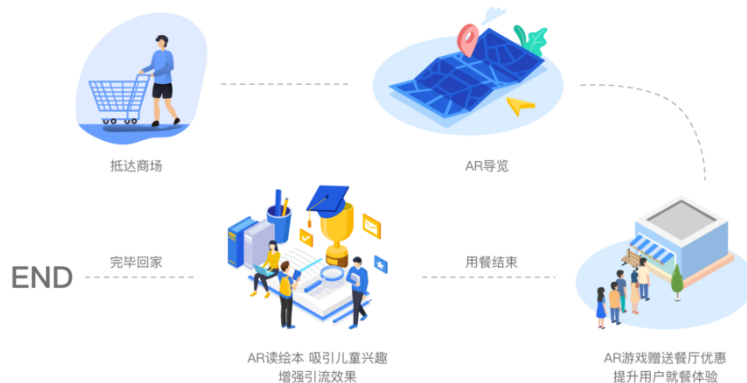 抵达商场
AR导览
END
完毕回家
用餐结束
AR读绘本 吸引儿童兴趣
增强引流效果
AR游戏赠送餐厅优惠
提升用户就餐体验